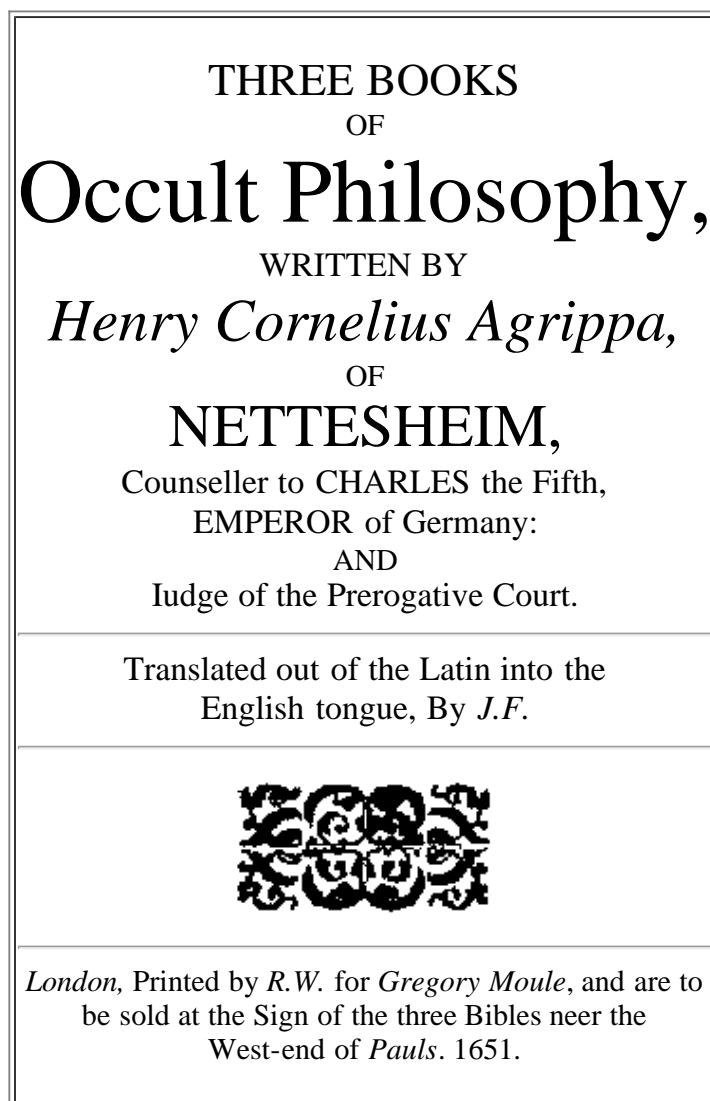 THREE BOOKS
OF
Occult Philosophy,
WRITTEN BY
Henry Cornelius Agrippa,
OF
NETTESHEIM,
Counseller to CHARLES the Fifth,
EMPEROR of Germany:
AND
Iudge of the Prerogative Court.
Translated out of the Latin into the
English tongue, By J.F.
London, Printed by R.W. for Gregory Moule, and are to
be sold at the Sign of the three Bibles neer the
West-end of Pauls. 1651.